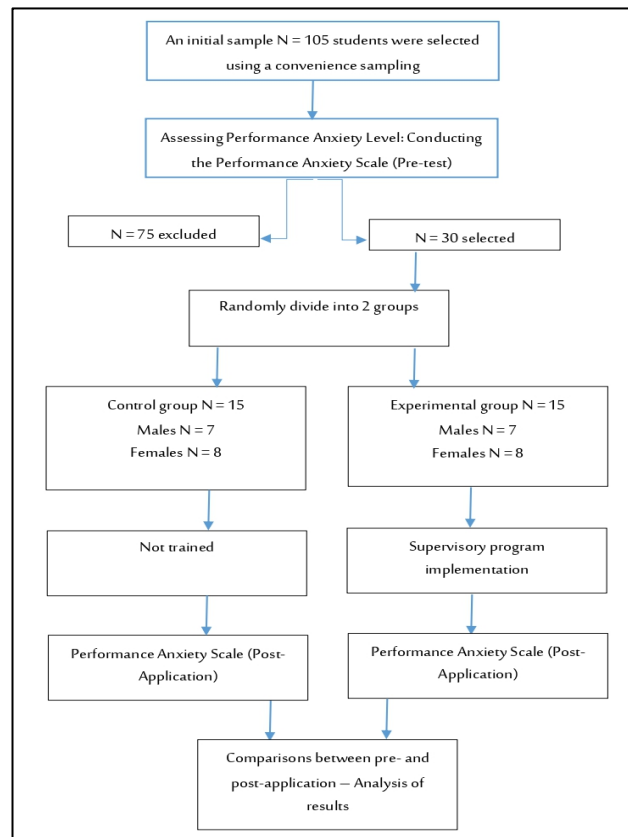 An initial sample N = 105 students were selected
using a convenience sampling
Assessing Performance Anxiety Level: Conducting
the Performance Anxiety Scale (Pre-test)
N = 75 excluded
N = 30 selected
Randomly divide into 2 groups
Control group N = 15
Males N = 7
Females N = 8
Experimental group N = 15
Males N = 7
Females N = 8
Not trained
Supervisory program
implementation
Performance Anxiety Scale (Post-
Application)
Performance Anxiety Scale (Post-
Application)
Comparisons between pre- and
post-application – Analysis of
results